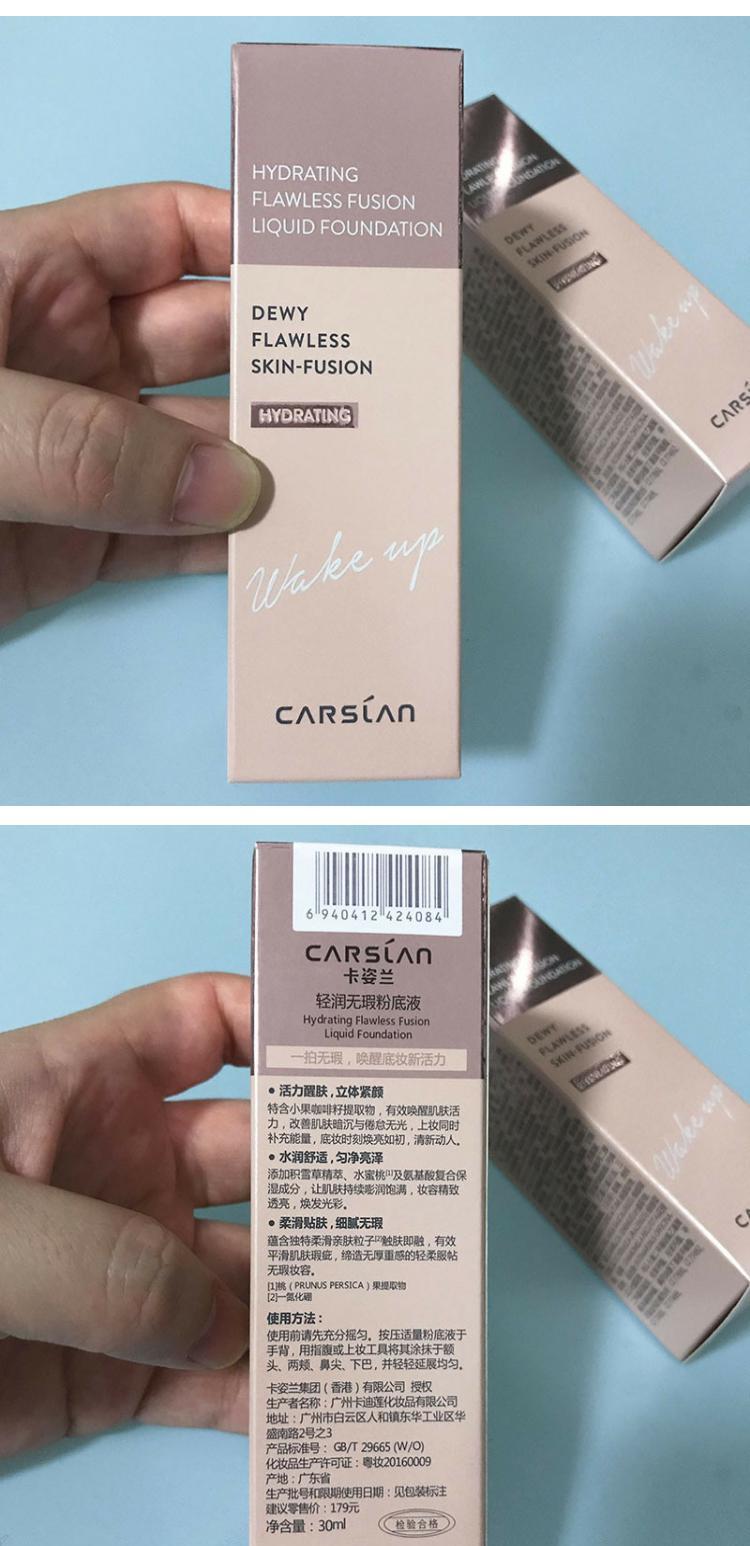 HYDRATING
FLAWLESS FUSION
LIQUID FOUNDATION
DEWY
FLAWLESS
SKIN-FUSION
HYDRATING
Wake up
CARSLAN
DEWY
FLAWLESS
SKIN-FUSION
HYDRATING
Wake up
6 940412 424084
CARSLAN
卡姿兰
轻润无瑕粉底液
Hydrating Flawless Fusion
Liquid Foundation
一拍无瑕，唤醒底妆新活力
● 活力醒肤，立体紧颜
特含小果咖啡籽提取物，有效唤醒肌肤活
力，改善肌肤暗沉与倦怠无光，上妆同时
补充能量，底妆时刻焕亮如初，清新动人。
● 水润舒适，匀净亮泽
添加积雪草精萃、水蜜桃[1]及氨基酸复合保
湿成分，让肌肤持续膨润饱满，妆容精致
透亮，焕发光彩。
● 柔滑贴肤，细腻无瑕
蕴含独特柔滑亲肤粒子[2]触肤即融，有效
平滑肌肤瑕疵，缔造无厚重感的轻柔服帖
无瑕妆容。
[1]桃（PRUNUS PERSICA）果提取物
[2]一氮化硼
使用方法：
使用前请先充分摇匀。按压适量粉底液于
手背，用指腹或上妆工具将其涂抹于额
头、两颊、鼻尖、下巴，并轻轻延展均匀。
卡姿兰集团（香港）有限公司 授权
生产者名称：广州卡迪莲化妆品有限公司
地址：广州市白云区人和镇东华工业区华
盛南路2号之3
产品标准号： GB/T 29665 (W/O)
化妆品生产许可证：粤妆20160009
产地：广东省
生产批号和限期使用日期：见包装标注
建议零售价：179元
净含量：30ml
检验合格
DEWY
FLAWLESS
SKIN-FUSION
Wake up